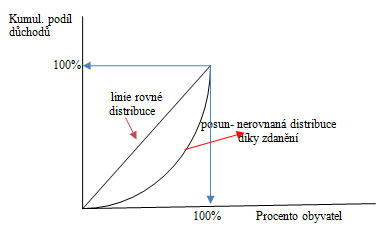 Kumul. podíl
důchodů
100%
linie rovné
distribuce
posun- nerovnaná distribuce
díky zdanění
100%
Procento obyvatel